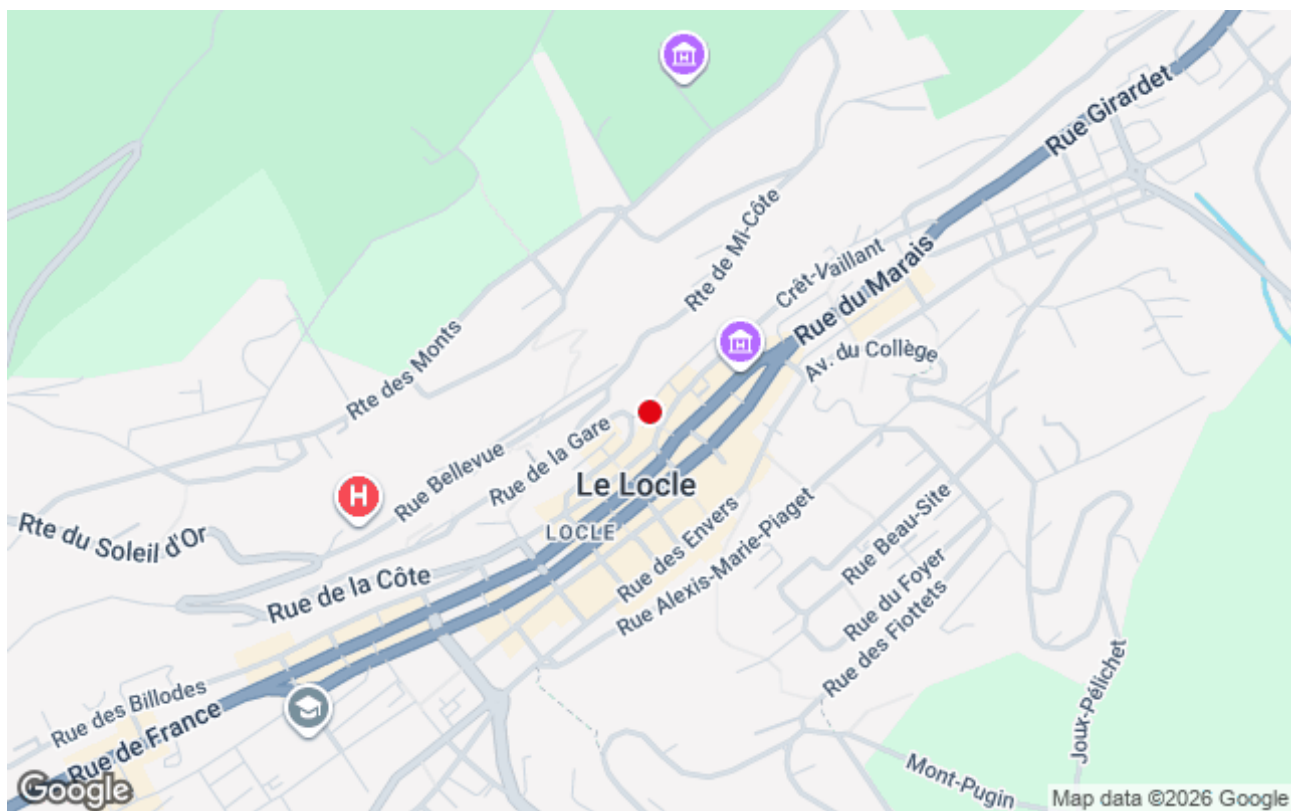 Rue Girardet
Rte de Mi-Côte
Crêt-Vaillant
Rue du Marais
Av. du Collège
Rte des Monts
Rue de la Gare
Rue Bellevue
H
Le Locle
LOCLE
Rte du Soleil d'Or
Rue de la Côte
Rue des Envers
Rue Alexis-Marie-Piaget
Rue Beau-Site
Rue du Foyer
Rue des Fiottets
Rue des Billodes
Rue de France
Joux-Pélichet
Mont-Pugin
Google
Map data ©2026 Google